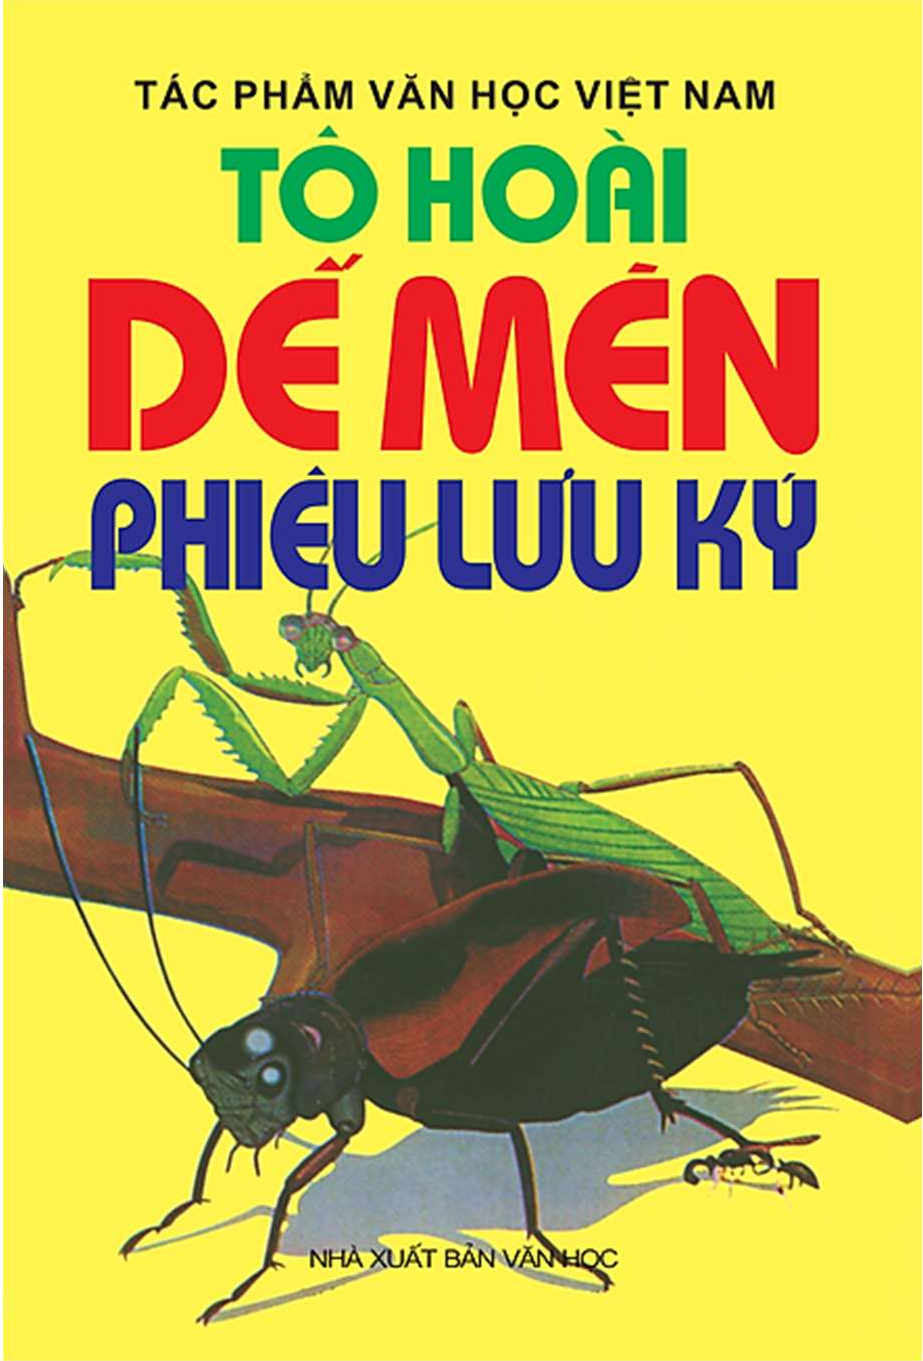 TÁC PHẨM VĂN HỌC VIỆT NAM
TÔ HOÀI
DẾ MÈN
PHIÊU LƯU KÝ
NHÀ XUẤT BẢN VĂN HỌC